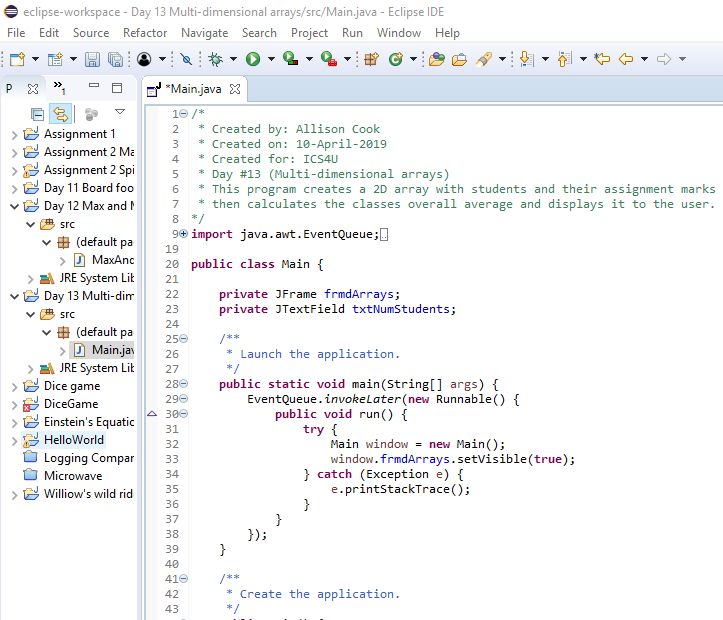 eclipse-workspace - Day 13 Multi-dimensional arrays/src/Main.java - Eclipse IDE
File Edit Source Refactor Navigate Search Project Run Window Help
P »1 *Main.java
Assignment 1
Assignment 2 Ma
Assignment 2 Spi
Day 11 Board foo
Day 12 Max and M
src
(default pa
MaxAnd
JRE System Lib
Day 13 Multi-dim
src
(default pa
Main.jav
JRE System Lib
Dice game
DiceGame
Einstein's Equatic
HelloWorld
Logging Compar
Microwave
Williow's wild rid
1 /*
2 * Created by: Allison Cook
3 * Created on: 10-April-2019
4 * Created for: ICS4U
5 * Day #13 (Multi-dimensional arrays)
6 * This program creates a 2D array with students and their assignment marks
7 * then calculates the classes overall average and displays it to the user.
8 */
9 import java.awt.EventQueue;
19
20 public class Main {
21
22 private JFrame frmdArrays;
23 private JTextField txtNumStudents;
24
25 /**
26 * Launch the application.
27 */
28 public static void main(String[] args) {
29 EventQueue.invokeLater(new Runnable() {
30 public void run() {
31 try {
32 Main window = new Main();
33 window.frmdArrays.setVisible(true);
34 } catch (Exception e) {
35 e.printStackTrace();
36 }
37 }
38 });
39 }
40
41 /**
42 * Create the application.
43 */